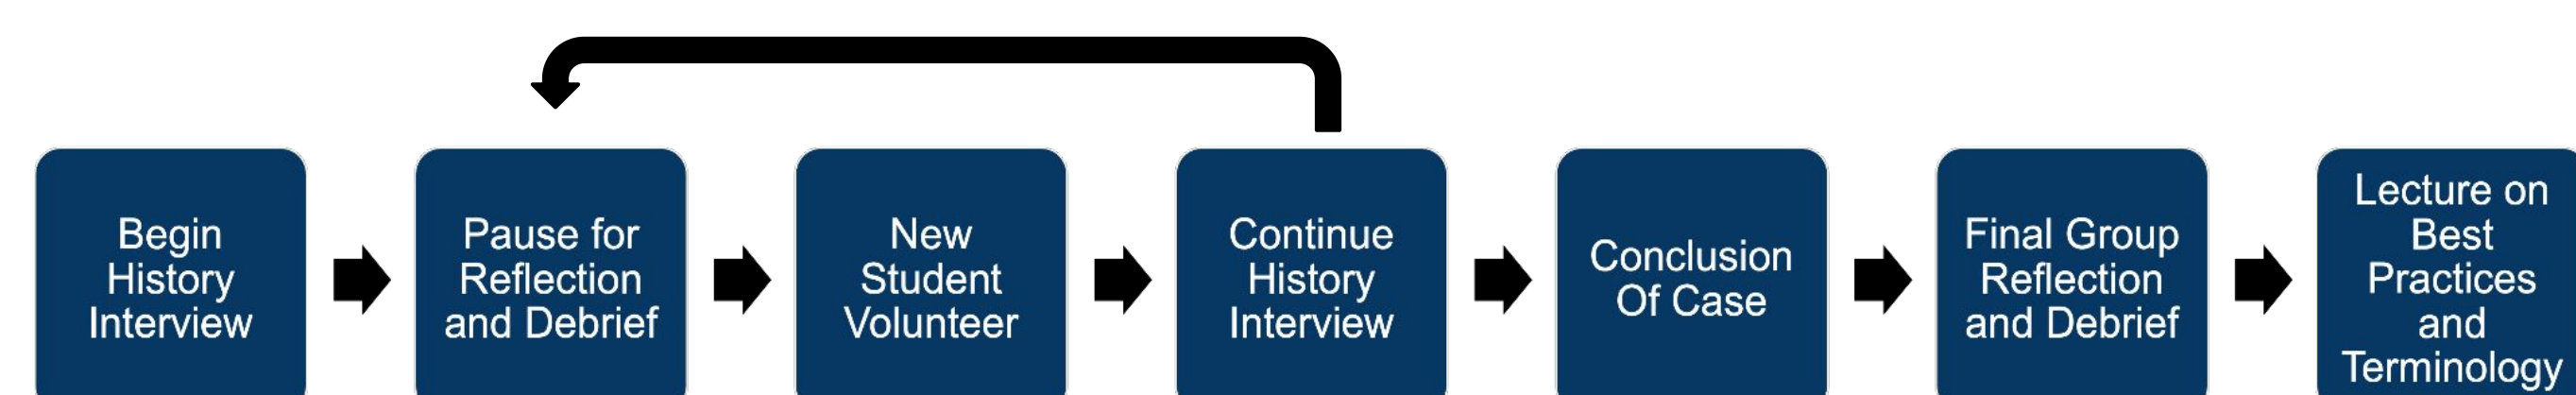 Begin
History
Interview
Pause for
Reflection
and Debrief
New
Student
Volunteer
Continue
History
Interview
Conclusion
Of Case
Final Group
Reflection
and Debrief
Lecture on
Best
Practices
and
Terminology